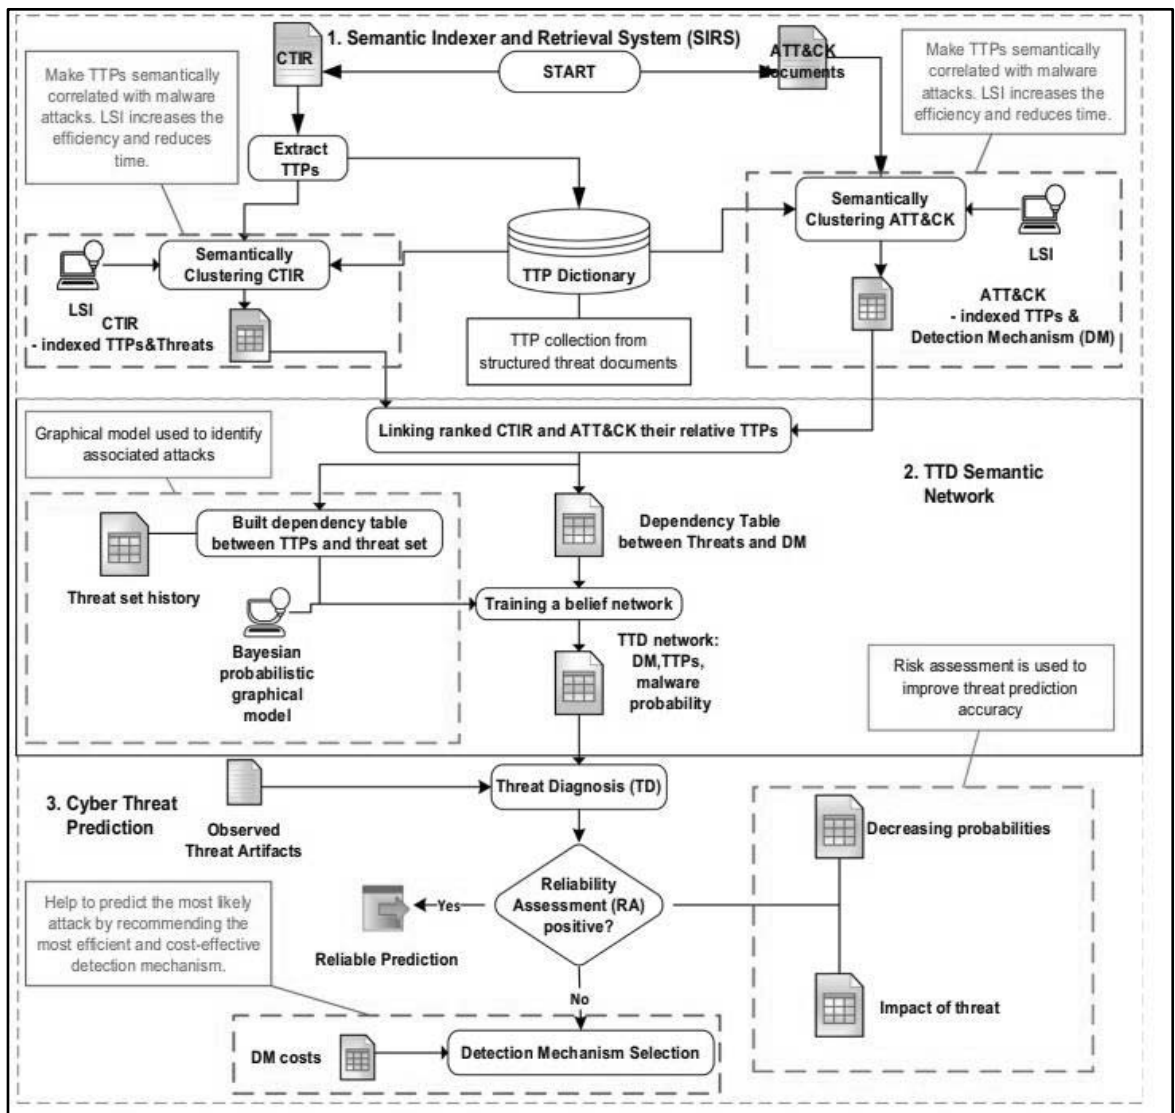 1. Semantic Indexer and Retrieval System (SIRS)
CTIR
START
ATT&CK
Documents
Make TTPs semantically
correlated with malware
attacks. LSI increases the
efficiency and reduces
time.
Make TTPs semantically
correlated with malware
attacks. LSI increases the
efficiency and reduces time.
Extract
TTPs
Semantically
Clustering ATT&CK
LSI
Semantically
Clustering CTIR
TTP Dictionary
LSI
CTIR
- indexed TTPs&Threats
ATT&CK
- indexed TTPs &
Detection Mechanism (DM)
TTP collection from
structured threat documents
Linking ranked CTIR and ATT&CK their relative TTPs
Graphical model used to identify
associated attacks
2. TTD Semantic
Network
Built dependency table
between TTPs and threat set
Dependency Table
between Threats and DM
Threat set history
Training a belief network
Bayesian
probabilistic
graphical
model
TTD network:
DM,TTPs,
malware
probability
Risk assessment is used to
improve threat prediction
accuracy
Threat Diagnosis (TD)
3. Cyber Threat
Prediction
Observed
Threat Artifacts
Decreasing probabilities
Reliability
Assessment (RA)
positive?
Yes
Reliable Prediction
Help to predict the most likely
attack by recommending the
most efficient and cost-effective
detection mechanism.
No
Impact of threat
DM costs
Detection Mechanism Selection